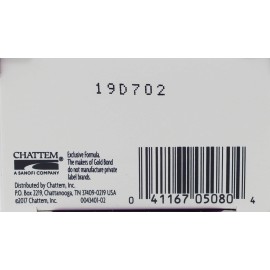 19D702
CHATTEM
A SANOFI COMPANY
Exclusive Formula.
The makers of Gold Bond
do not manufacture private
label brands.
Distributed by Chattem, Inc.
P.O. Box 2219, Chattanooga, TN 37409-0219 USA
©2017 Chattem, Inc. 0043401-02
0 41167 05080 4